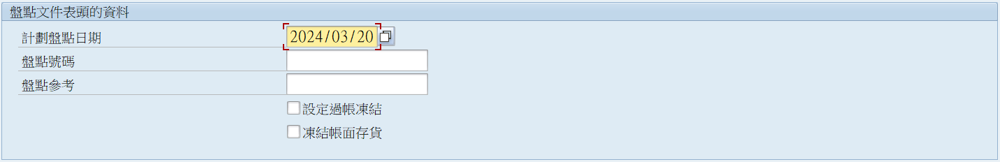 盤點文件表頭的資料
計劃盤點日期 2024/03/20
盤點號碼
盤點參考
設定過帳凍結
凍結帳面存貨